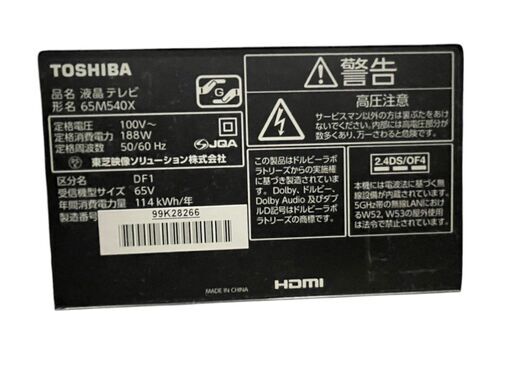 TOSHIBA
品名 液晶テレビ
形名 65M540X
G
定格電圧： 100V～
定格消費電力： 188W
定格周波数： 50/60 Hz
JQA
東芝映像ソリューション株式会社
区分名 DF1
受信機型サイズ 65V
年間消費電力量 114 kWh/年
製造番号
99K28266
警告
高圧注意
サービスマン以外の方は裏ぶたをあけ
ないでください。内部には高電圧部分が
数多くあり、万一さわると危険です。
この製品はドルビーラボ
ラトリーズからの実施権
に基づき製造されていま
す。Dolby、ドルビー、
Dolby Audio 及びダブ
ルD記号はドルビーラボ
ラトリーズの商標です。
2.4DS/OF4
本機には電波法に基づく無
線設備が内蔵されています。
5GHz帯の無線LANにおけ
るW52、W53の屋外使用
は法令で禁止されています。
MADE IN CHINA
HDMI